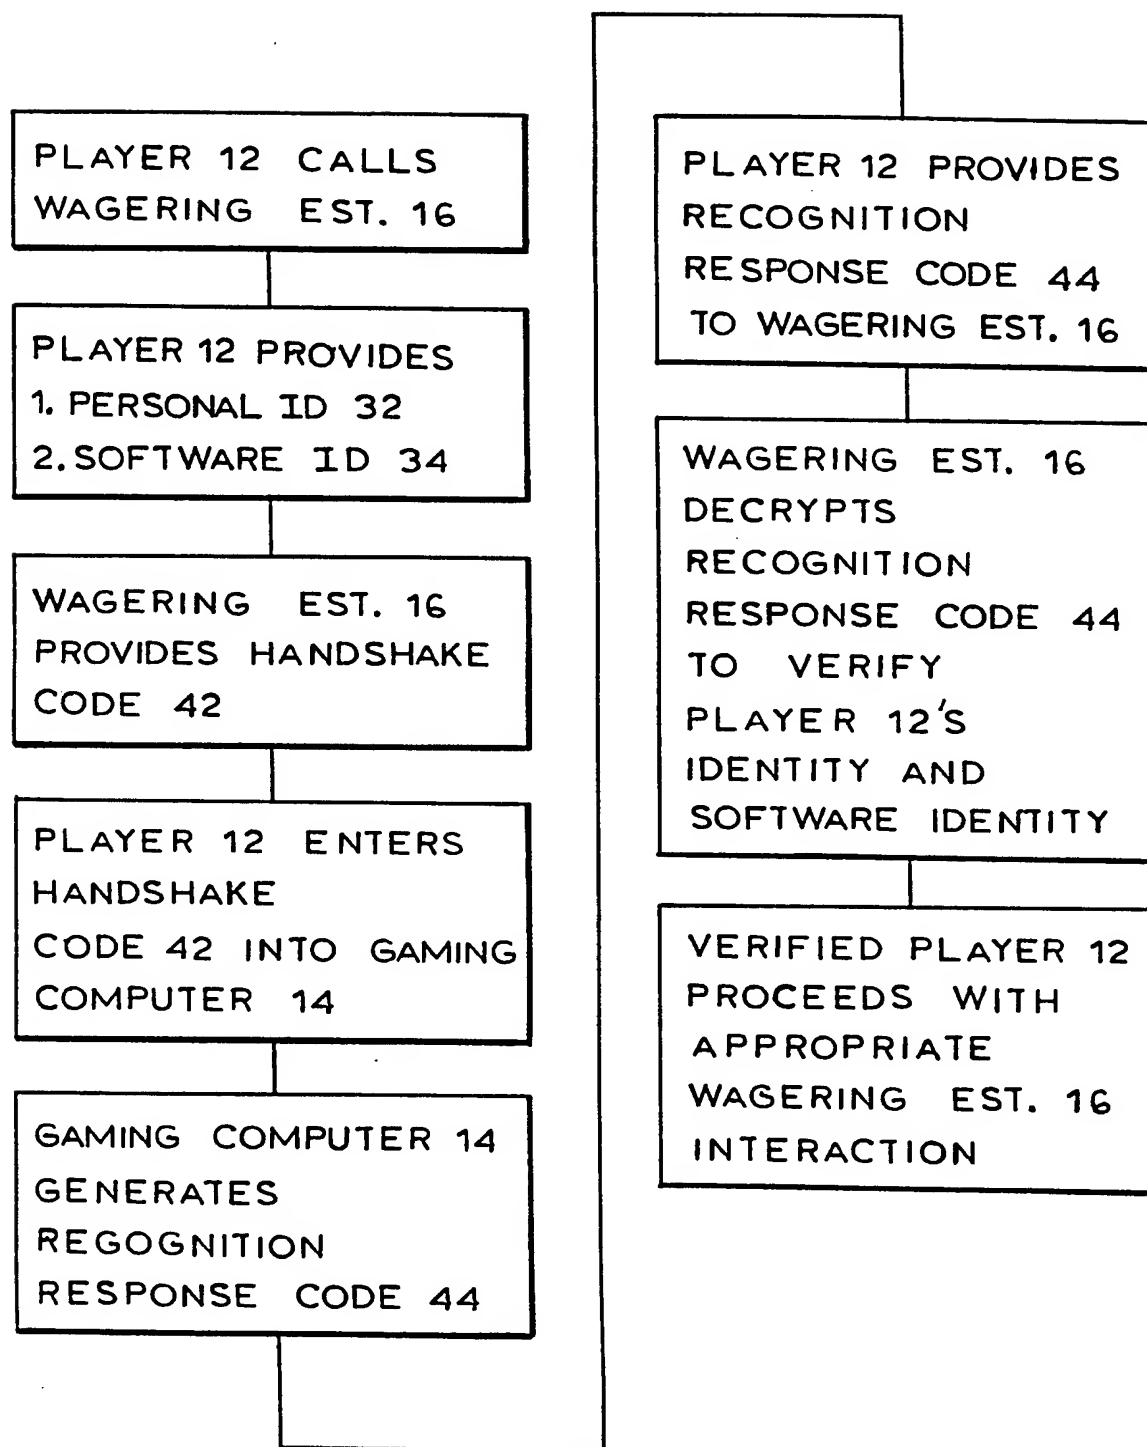 PLAYER 12 CALLS
WAGERING EST. 16
PLAYER 12 PROVIDES
1. PERSONAL ID 32
2. SOFTWARE ID 34
WAGERING EST. 16
PROVIDES HANDSHAKE
CODE 42
PLAYER 12 ENTERS
HANDSHAKE
CODE 42 INTO GAMING
COMPUTER 14
GAMING COMPUTER 14
GENERATES
REGOGNITION
RESPONSE CODE 44
PLAYER 12 PROVIDES
RECOGNITION
RESPONSE CODE 44
TO WAGERING EST. 16
WAGERING EST. 16
DECRYPTS
RECOGNITION
RESPONSE CODE 44
TO VERIFY
PLAYER 12'S
IDENTITY AND
SOFTWARE IDENTITY
VERIFIED PLAYER 12
PROCEEDS WITH
APPROPRIATE
WAGERING EST. 16
INTERACTION